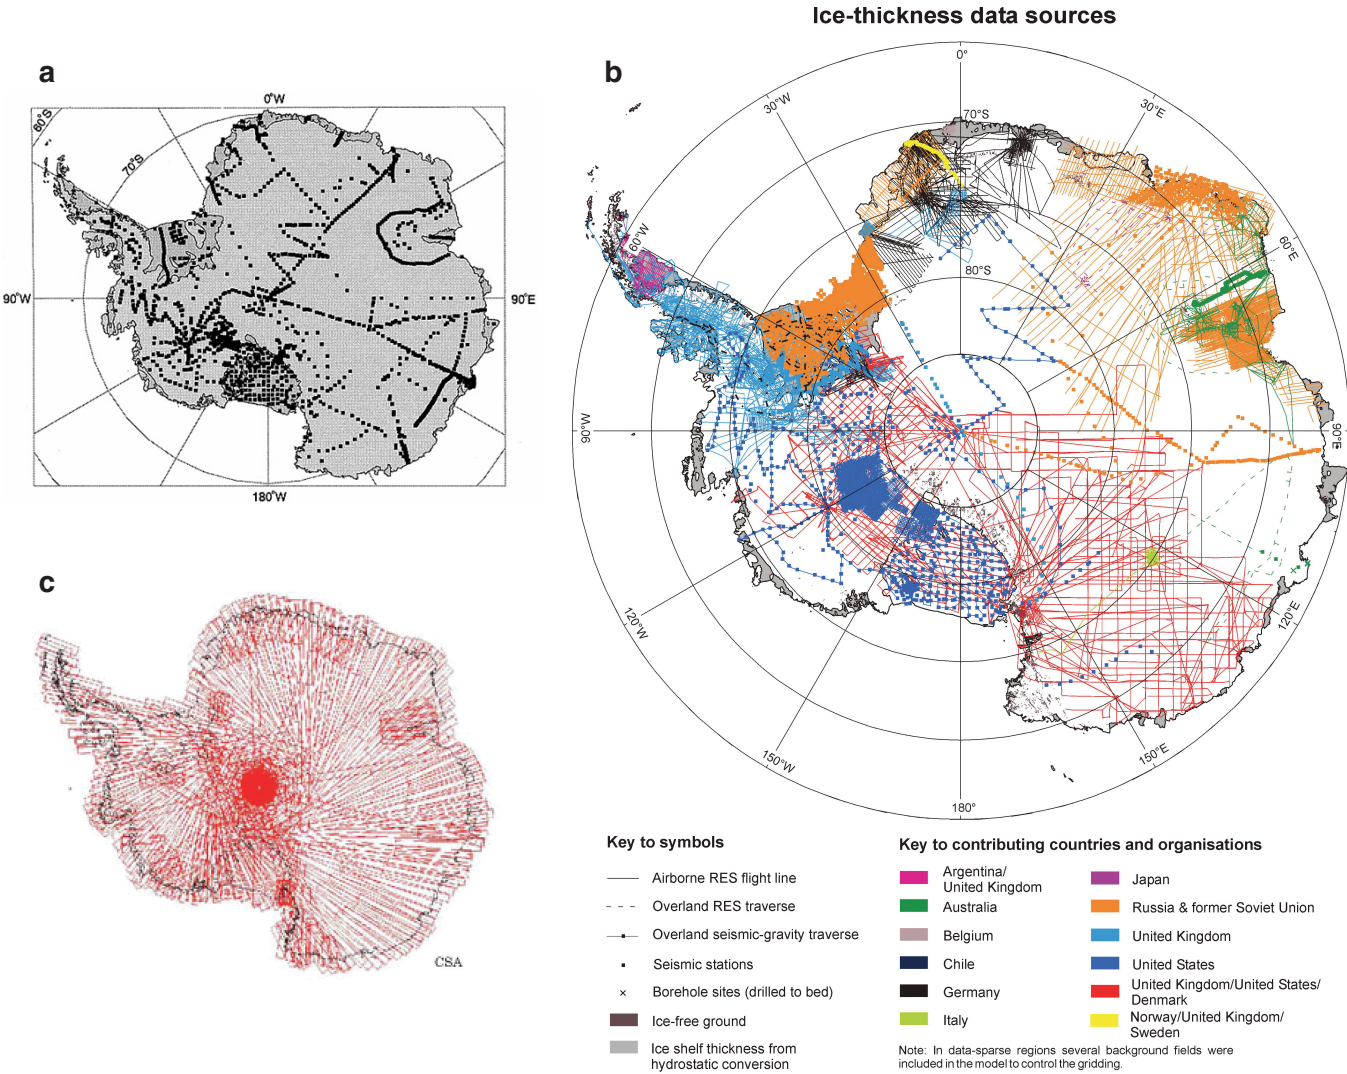 Ice-thickness data sources
a
0°W
60°S
70°S
90°W
90°E
180°W
b
0°
30°W
30°E
70°S
60°W
60°E
80°S
90°W
90°E
120°W
120°E
150°W
150°E
180°
c
CSA
Key to symbols
Airborne RES flight line
Overland RES traverse
Overland seismic-gravity traverse
Seismic stations
Borehole sites (drilled to bed)
Ice-free ground
Ice shelf thickness from
hydrostatic conversion
Key to contributing countries and organisations
Argentina/
United Kingdom
Australia
Belgium
Chile
Germany
Italy
Japan
Russia & former Soviet Union
United Kingdom
United States
United Kingdom/United States/
Denmark
Norway/United Kingdom/
Sweden
Note: In data-sparse regions several background fields were
included in the model to control the gridding.